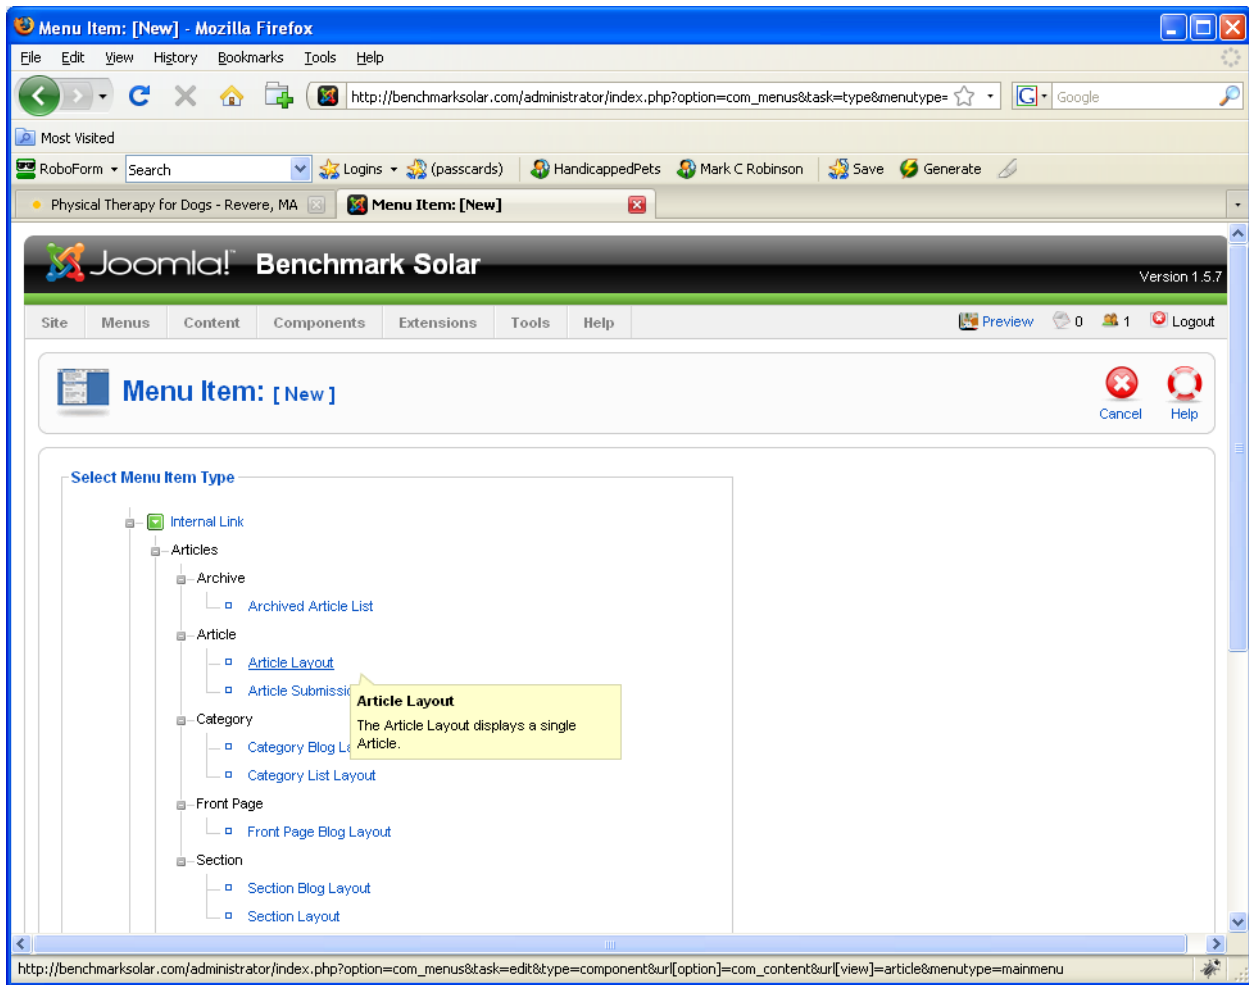 Menu Item: [New] - Mozilla Firefox
File Edit View History Bookmarks Tools Help
http://benchmarksolar.com/administrator/index.php?option=com_menus&task=type&menutype= G Google
Most Visited
RoboForm Search Logins (passcards) HandicappedPets Mark C Robinson Save Generate
Physical Therapy for Dogs - Revere, MA Menu Item: [New]
Joomla!™ Benchmark Solar
Version 1.5.7
Site Menus Content Components Extensions Tools Help Preview 0 1 Logout
Menu Item: [ New ]
Cancel Help
Select Menu Item Type
Internal Link
Articles
Archive
Archived Article List
Article
Article Layout
Article Submissi
Article Layout
The Article Layout displays a single
Article.
Category
Category Blog La
Category List Layout
Front Page
Front Page Blog Layout
Section
Section Blog Layout
Section Layout
http://benchmarksolar.com/administrator/index.php?option=com_menus&task=edit&type=component&url[option]=com_content&url[view]=article&menutype=mainmenu